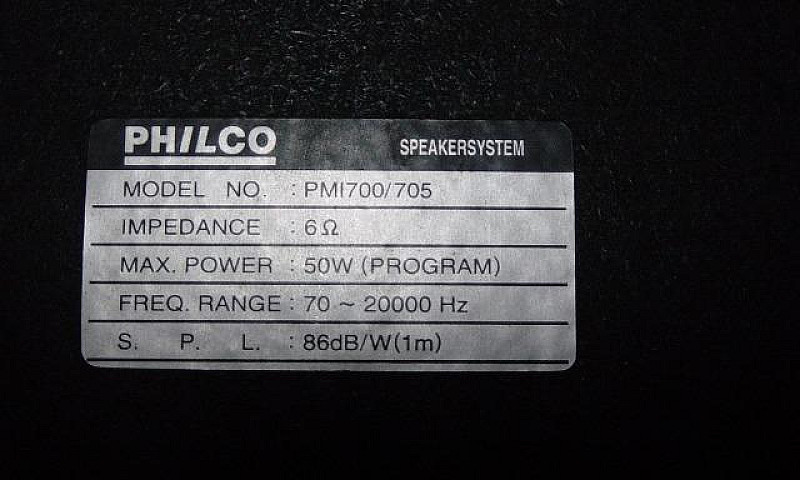 PHILCO SPEAKERSYSTEM
MODEL NO. : PMI700/705
IMPEDANCE : 6Ω
MAX. POWER : 50W (PROGRAM)
FREQ. RANGE : 70 ~ 20000 Hz
S. P. L. : 86dB/W(1m)